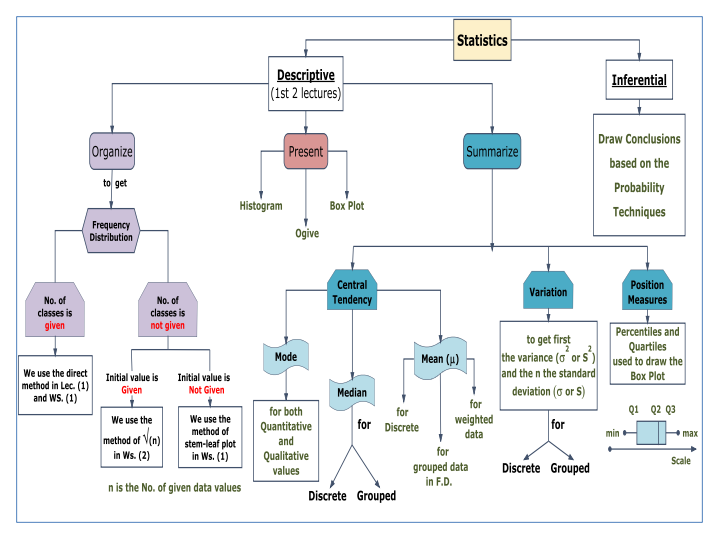 Statistics
Descriptive
(1st 2 lectures)
Inferential
Organize
Present
Summarize
Draw Conclusions
based on the
Probability
Techniques
to get
Histogram
Box Plot
Ogive
Frequency
Distribution
Central
Tendency
Variation
Position
Measures
No. of
classes is
given
No. of
classes is
not given
Mode
Median
Mean (µ)
to get first
the variance (σ² or S²)
and the n the standard
deviation (σ or S)
Percentiles and
Quartiles
used to draw the
Box Plot
We use the direct
method in Lec. (1)
and WS. (1)
Initial value is
Given
Initial value is
Not Given
We use the
method of √(n)
in Ws. (2)
We use the
method of
stem-leaf plot
in Ws. (1)
for both
Quantitative
and
Qualitative
values
for
Discrete Grouped
for
Discrete
for
grouped data
in F.D.
for
weighted
data
for
Discrete Grouped
Q1 Q2 Q3
min max
Scale
n is the No. of given data values